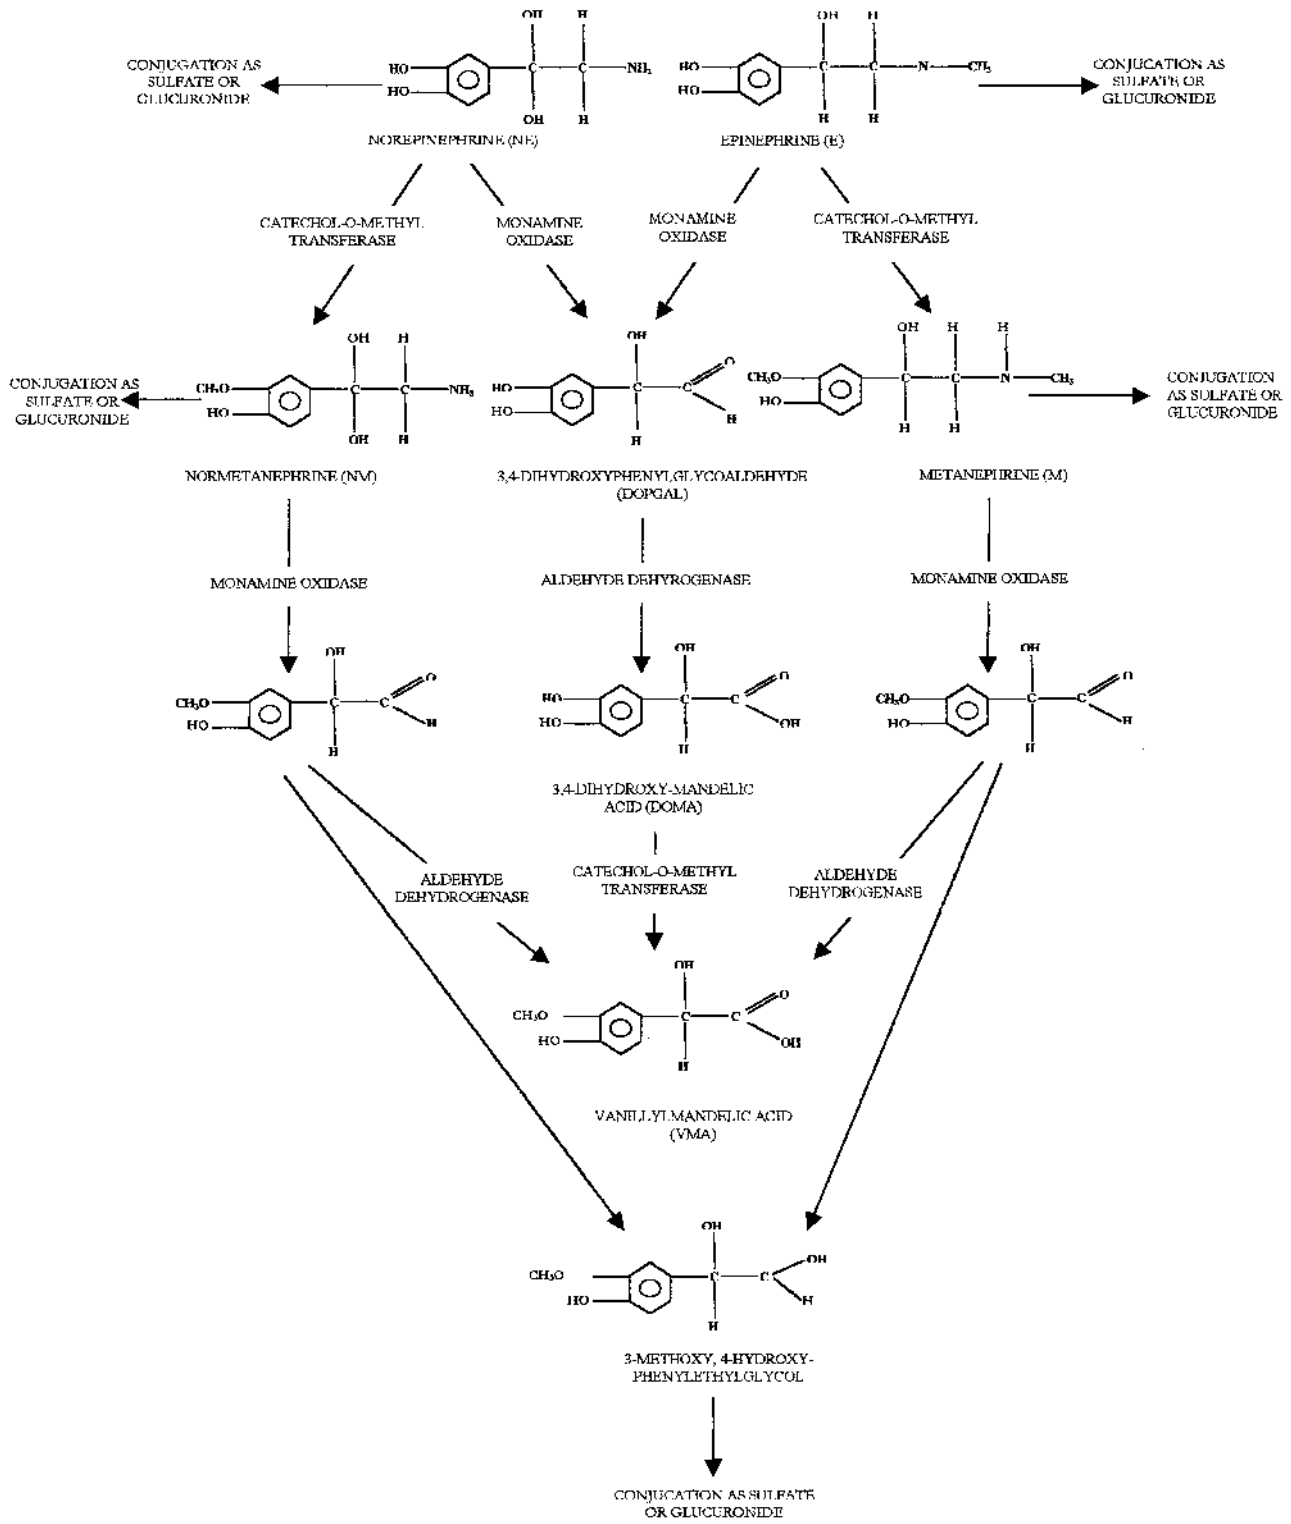 OH H
HO C C NH₂
HO
OH H
NOREPINEPHRINE (NE)
OH H
HO C C N CH₃
HO
H H
EPINEPHRINE (E)
CONJUGATION AS
SULFATE OR
GLUCURONIDE
CONJUGATION AS
SULFATE OR
GLUCURONIDE
CATECHOL-O-METHYL
TRANSFERASE
MONAMINE
OXIDASE
MONAMINE
OXIDASE
CATECHOL-O-METHYL
TRANSFERASE
CONJUGATION AS
SULFATE OR
GLUCURONIDE
OH H
CH₃O C C NH₂
HO
OH H
NORMETANEPHRINE (NM)
OH
HO C C O
HO H
H
3,4-DIHYDROXYPHENYLGLYCOALDEHYDE
(DOPGAL)
OH H H
CH₃O C C N CH₃
HO
H H
METANEPHRINE (M)
CONJUGATION
AS SULFATE OR
GLUCURONIDE
MONAMINE OXIDASE
ALDEHYDE DEHYROGENASE
MONAMINE OXIDASE
OH
CH₃O C C O
HO H
H
OH
HO C C O
HO OH
H
3,4-DIHYDROXY-MANDELIC
ACID (DOMA)
OH
CH₃O C C O
HO H
H
ALDEHYDE
DEHYDROGENASE
CATECHOL-O-METHYL
TRANSFERASE
ALDEHYDE
DEHYDROGENASE
OH
CH₃O C C O
HO OH
H
VANILLYLMANDELIC ACID
(VMA)
OH
CH₃O C C OH
HO H
H
3-METHOXY, 4-HYDROXY-
PHENYLETHYLGLYCOL
CONJUCATION AS SULFATE
OR GLUCURONIDE